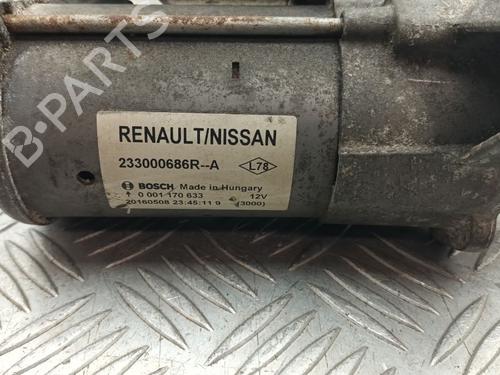 B-PARTS
RENAULT/NISSAN
233000686R--A
L78
BOSCH Made in Hungary
0 001 170 633 12V
20160508 23:45:11 9 (3000)